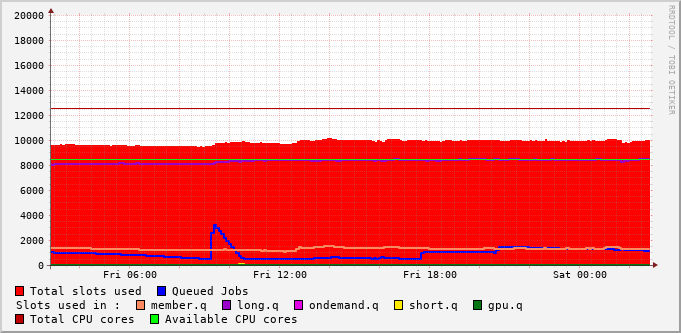 20000
18000
16000
14000
12000
10000
8000
6000
4000
2000
0
Fri 06:00 Fri 12:00 Fri 18:00 Sat 00:00
RRDTOOL / TOBI OETIKER
Total slots used Queued Jobs
Slots used in : member.q long.q ondemand.q short.q gpu.q
Total CPU cores Available CPU cores